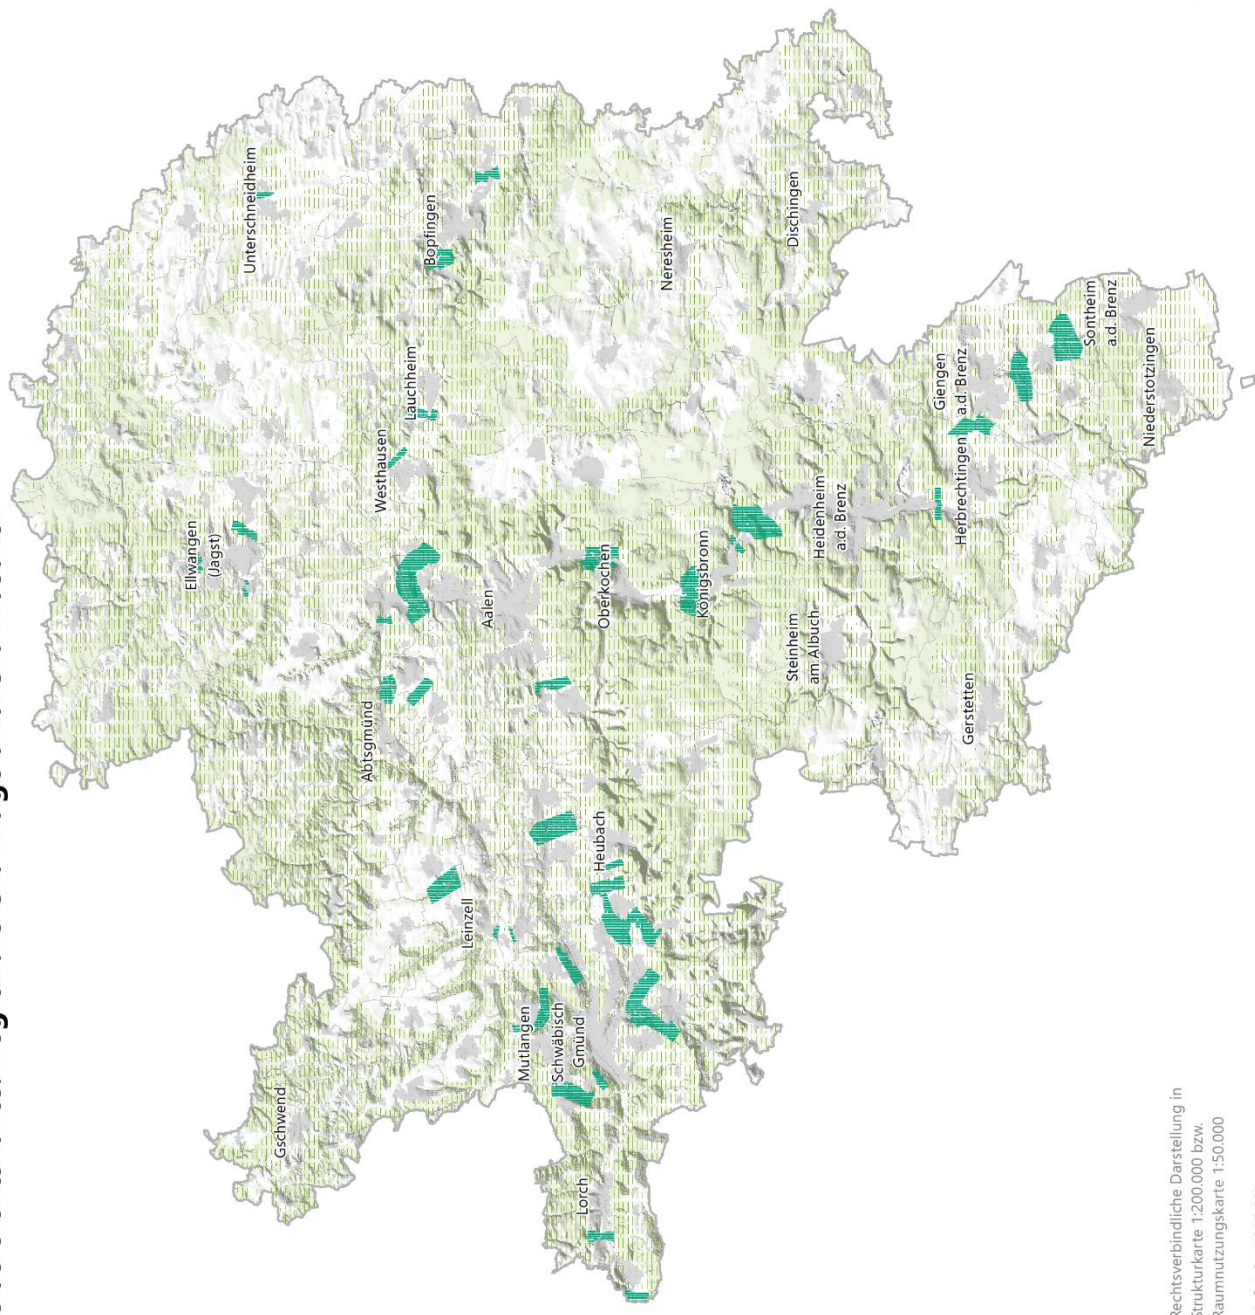 Ellwangen
(Jagst)
Unterschneidheim
Gschwend
Abtsgmünd
Westhausen
Lauchheim
Bopfingen
Leinzell
Aalen
Mutlangen
Schwäbisch
Gmünd
Lorch
Heubach
Oberkochen
Neresheim
Königsbronn
Steinheim
am Albuch
Dischingen
Heidenheim
a.d. Brenz
Giengen
a.d. Brenz
Herbrechtingen
Gerstetten
Sontheim
a.d. Brenz
Niederstotzingen
Rechtsverbindliche Darstellung in
Strukturkarte 1:200.000 bzw.
Raumnutzungskarte 1:50.000